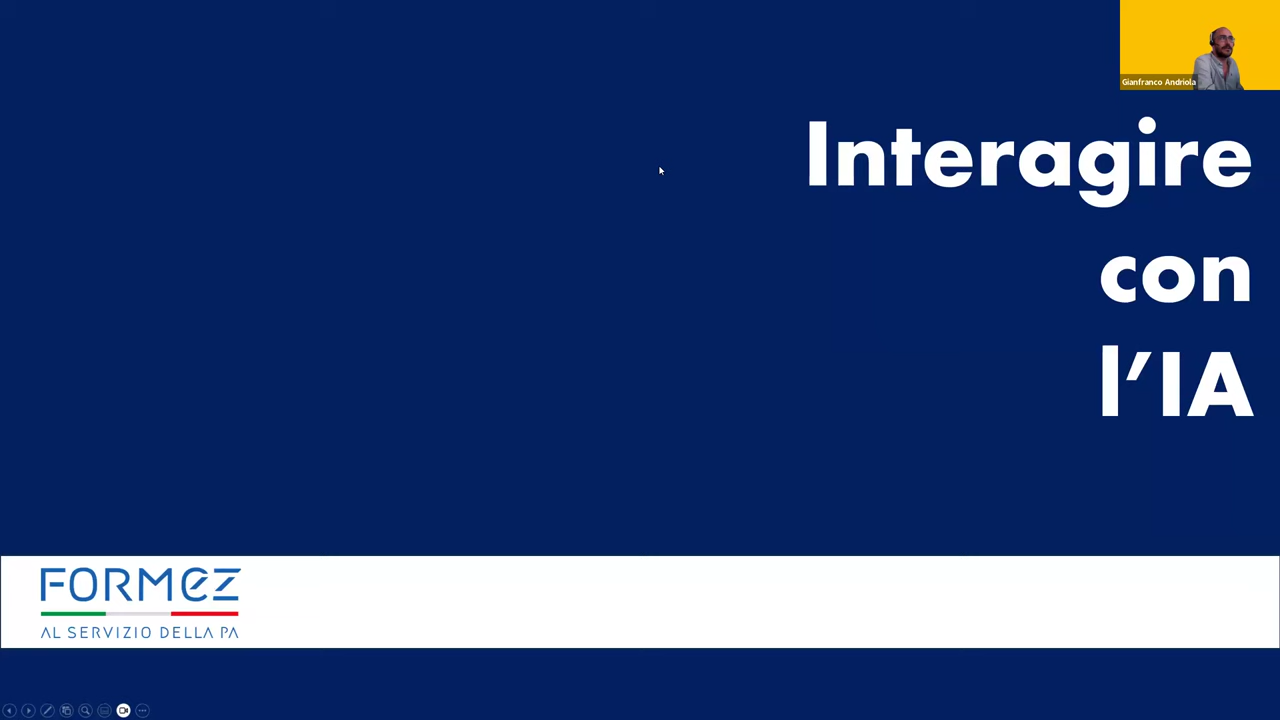 Gianfranco Andriola
Interagire
con
l'IA
FORMEZ
AL SERVIZIO DELLA PA